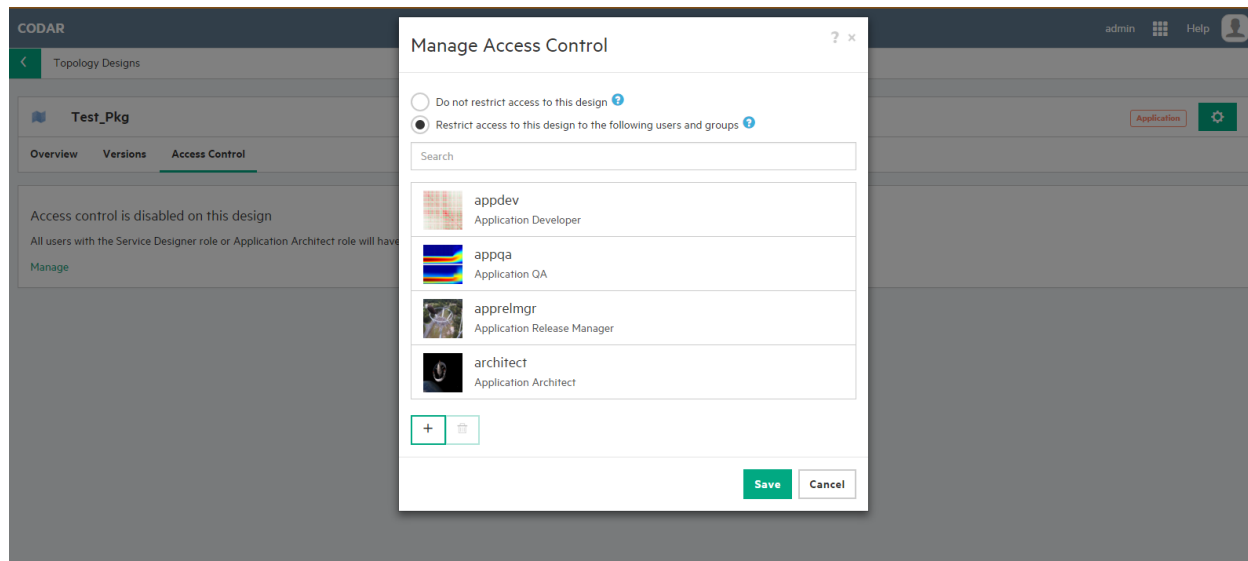 CODAR
admin
Help
Topology Designs
Test_Pkg
Application
Overview Versions Access Control
Access control is disabled on this design
All users with the Service Designer role or Application Architect role will have
Manage
Manage Access Control
? ×
Do not restrict access to this design ?
Restrict access to this design to the following users and groups ?
Search
appdev
Application Developer
appqa
Application QA
apprelmgr
Application Release Manager
architect
Application Architect
+
Save Cancel